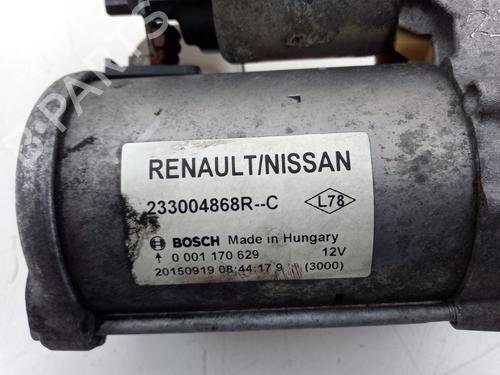 RENAULT/NISSAN
233004868R--C
L78
BOSCH Made in Hungary
0 001 170 629 12V
20150919 08:44:17 9 (3000)